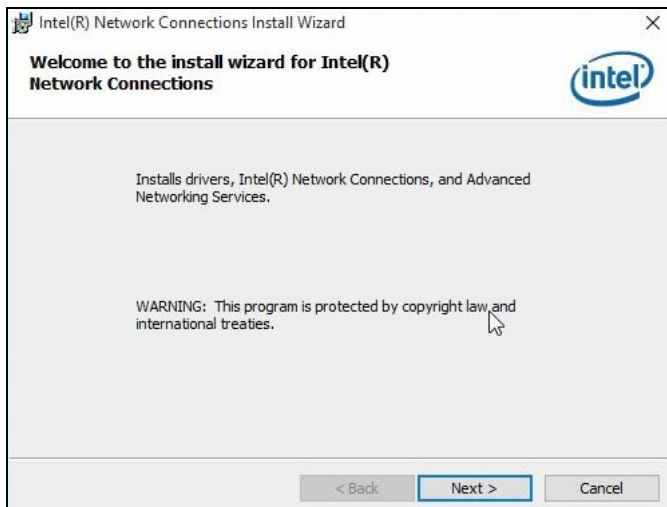 Intel(R) Network Connections Install Wizard
Welcome to the install wizard for Intel(R)
Network Connections
intel
Installs drivers, Intel(R) Network Connections, and Advanced
Networking Services.
WARNING: This program is protected by copyright law and
international treaties.
< Back
Next >
Cancel